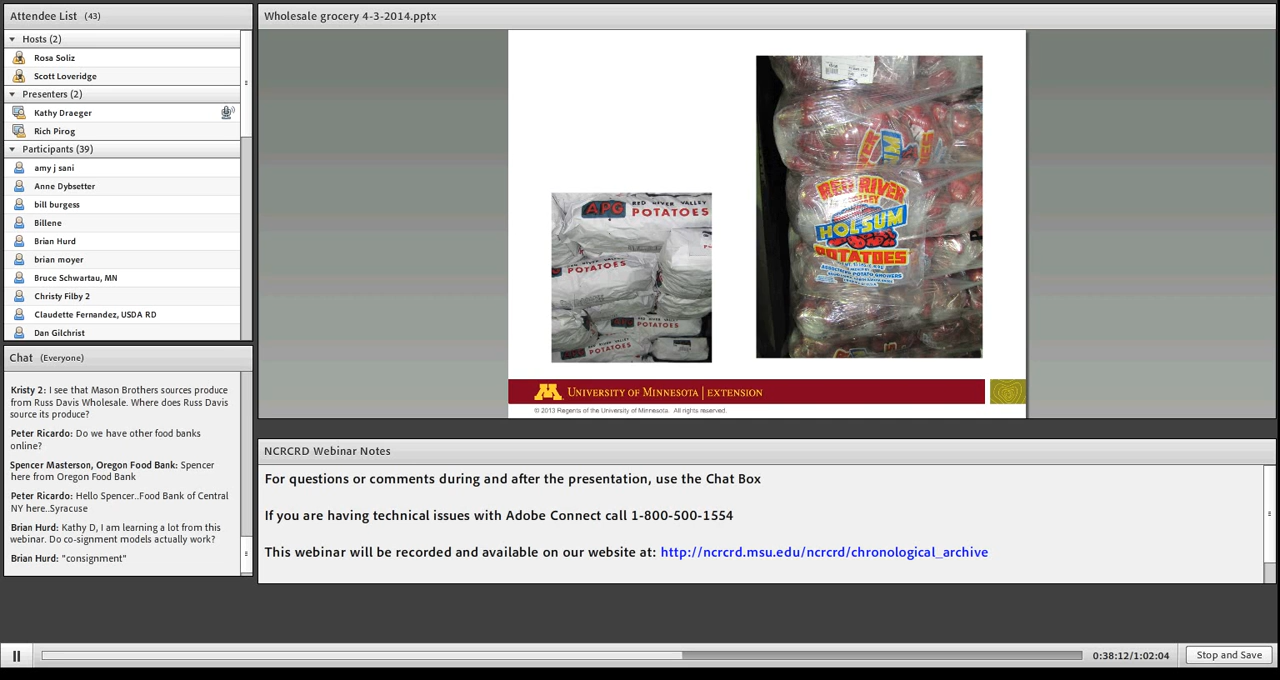 Attendee List (43)
Hosts (2)
Rosa Soliz
Scott Loveridge
Presenters (2)
Kathy Draeger
Rich Pirog
Participants (39)
amy j sani
Anne Dybsetter
bill burgess
Billene
Brian Hurd
brian moyer
Bruce Schwartau, MN
Christy Filby 2
Claudette Fernandez, USDA RD
Dan Gilchrist
Chat (Everyone)
Kristy 2: I see that Mason Brothers sources produce
from Russ Davis Wholesale. Where does Russ Davis
source its produce?
Peter Ricardo: Do we have other food banks
online?
Spencer Masterson, Oregon Food Bank: Spencer
here from Oregon Food Bank
Peter Ricardo: Hello Spencer..Food Bank of Central
NY here..Syracuse
Brian Hurd: Kathy D, I am learning a lot from this
webinar. Do co-signment models actually work?
Brian Hurd: "consignment"
Wholesale grocery 4-3-2014.pptx
APG RED RIVER VALLEY
POTATOES
POTATOES
RED RIVER VALLEY
POTATOES
POTATOES
RED RIVER
VALLEY
HOLSUM
POTATOES
UNIVERSITY OF MINNESOTA | EXTENSION
© 2013 Regents of the University of Minnesota. All rights reserved.
NCRCRD Webinar Notes
For questions or comments during and after the presentation, use the Chat Box
If you are having technical issues with Adobe Connect call 1-800-500-1554
This webinar will be recorded and available on our website at: http://ncrcrd.msu.edu/ncrcrd/chronological_archive
0:38:12/1:02:04
Stop and Save